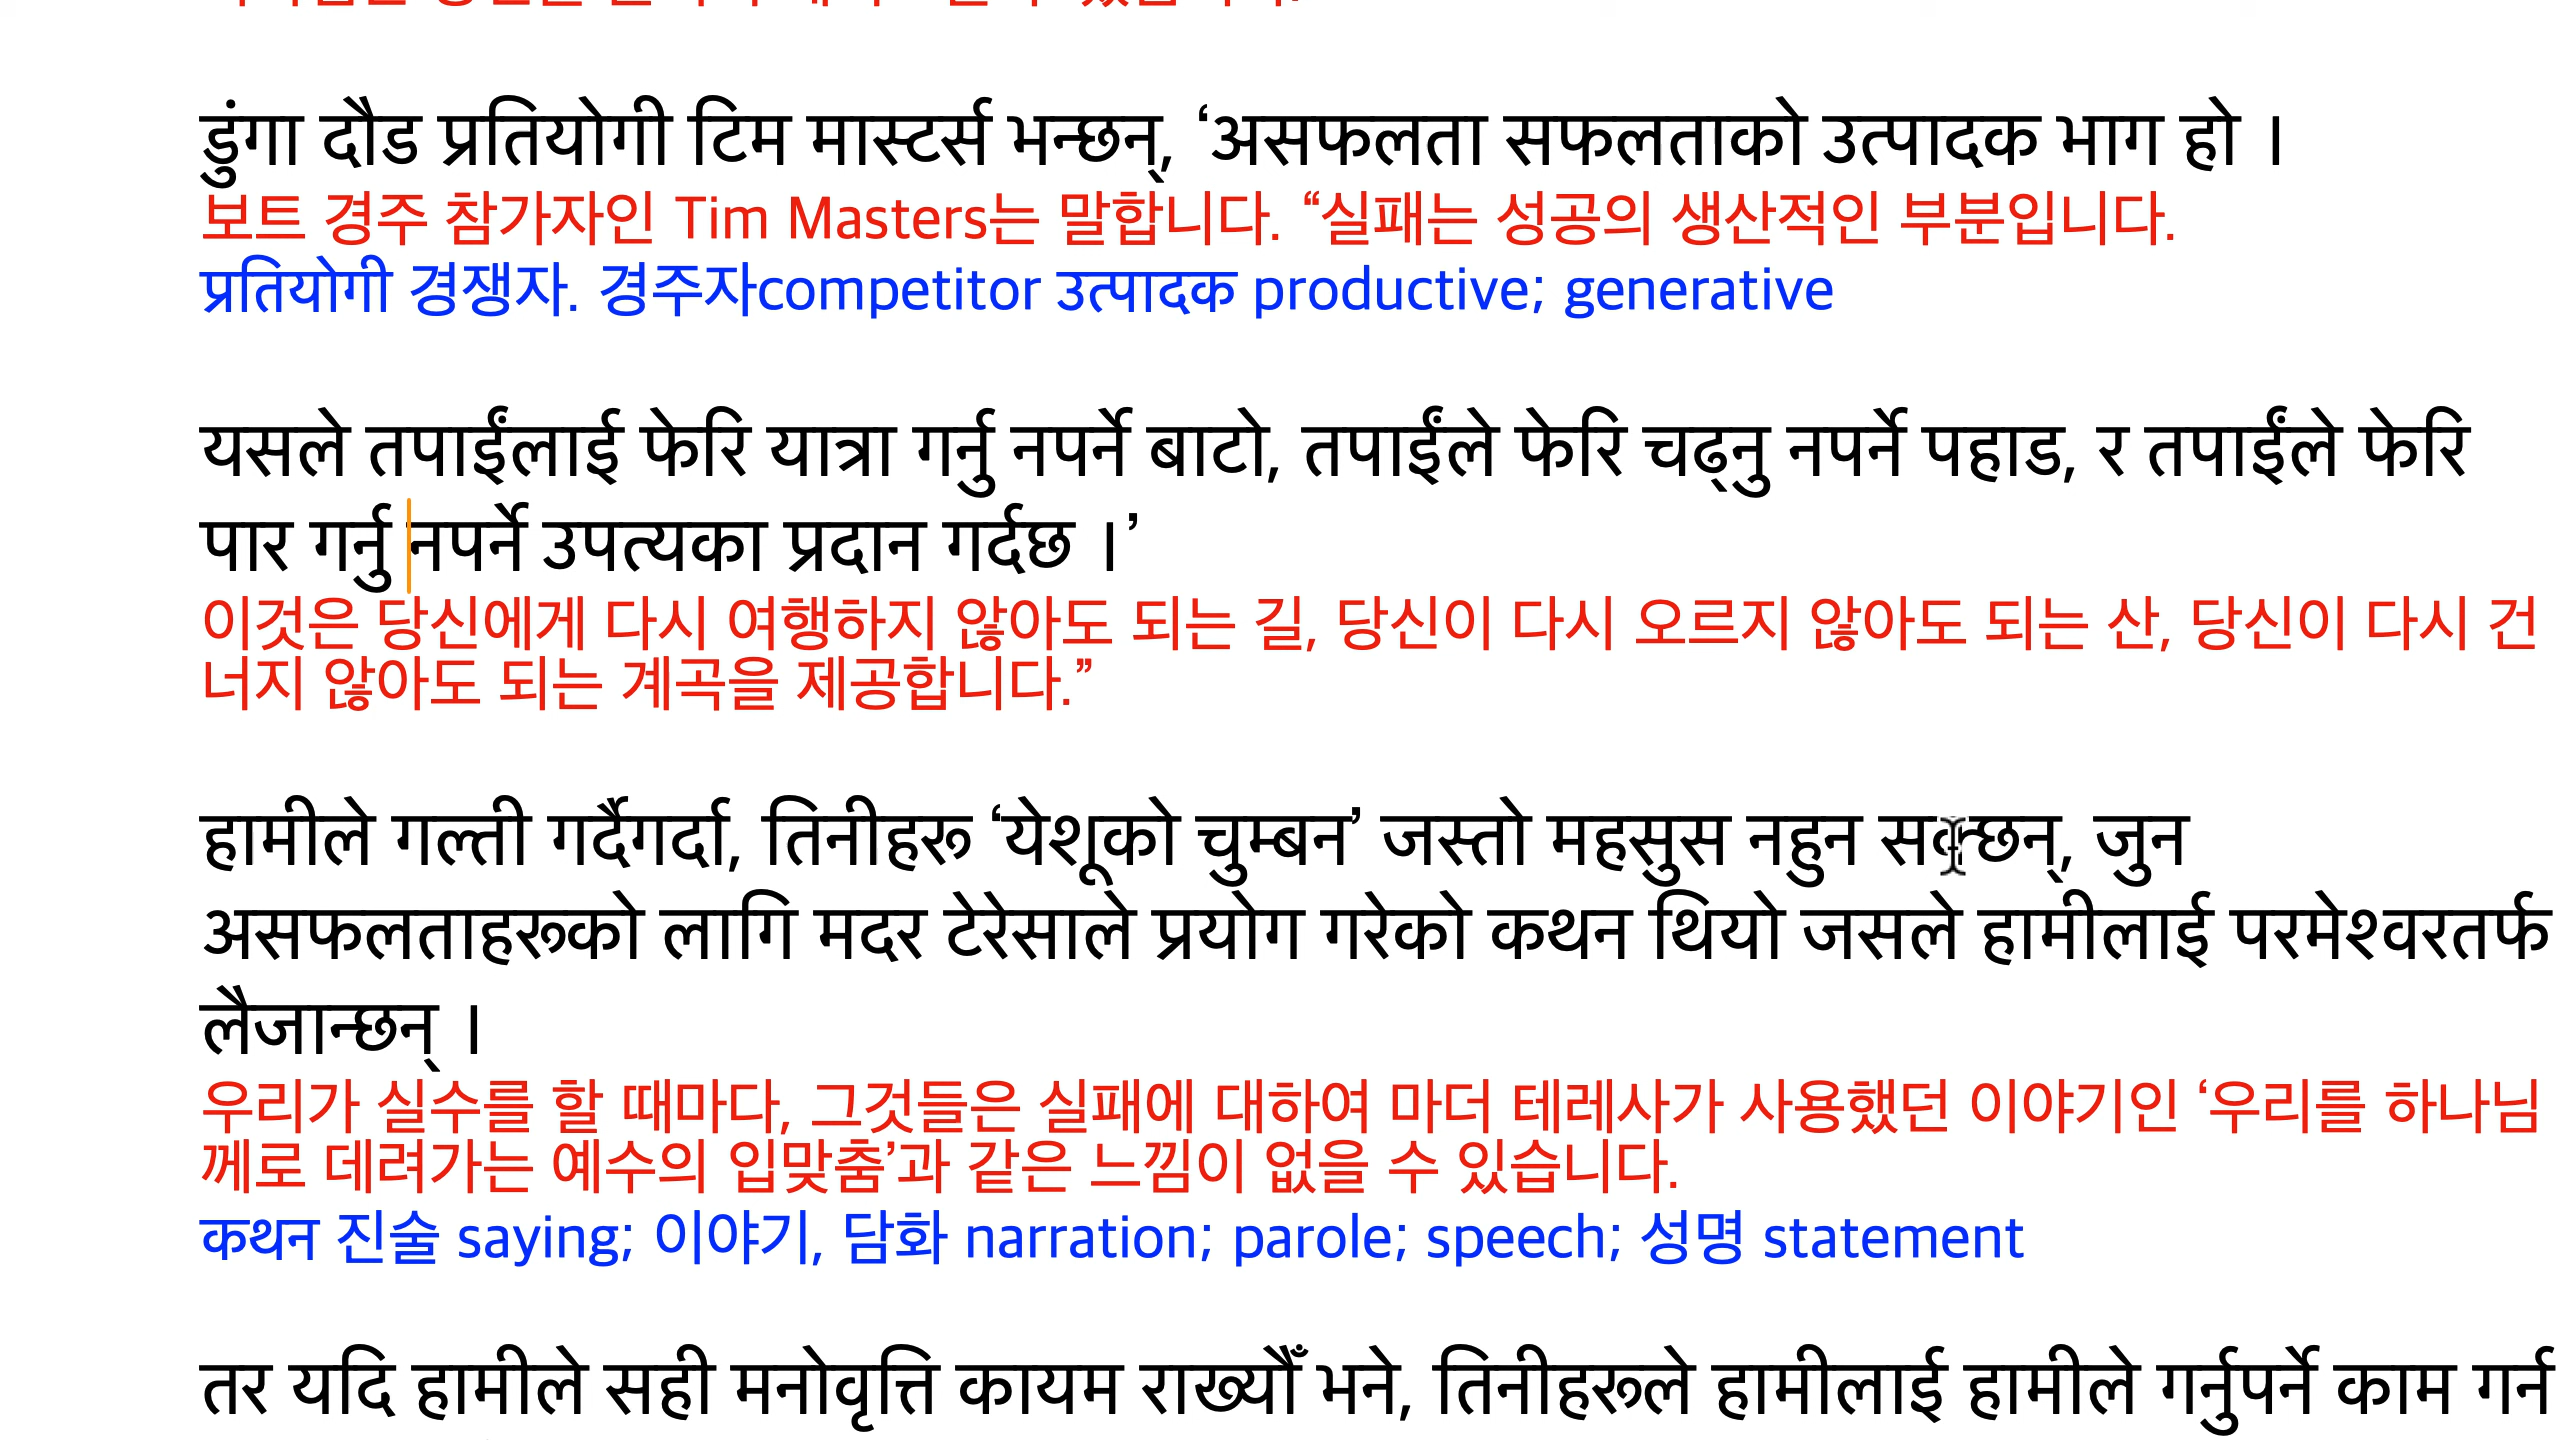 डुंगा दौड प्रतियोगी टिम मास्टर्स भन्छन्, ‘असफलता सफलताको उत्पादक भाग हो ।
보트 경주 참가자인 Tim Masters는 말합니다. “실패는 성공의 생산적인 부분입니다.
प्रतियोगी 경쟁자. 경주자competitor उत्पादक productive; generative
यसले तपाईंलाई फेरि यात्रा गर्नु नपर्ने बाटो, तपाईंले फेरि चढ्नु नपर्ने पहाड, र तपाईंले फेरि
पार गर्नु नपर्ने उपत्यका प्रदान गर्दछ ।’
이것은 당신에게 다시 여행하지 않아도 되는 길, 당신이 다시 오르지 않아도 되는 산, 당신이 다시 건
너지 않아도 되는 계곡을 제공합니다.”
हामीले गल्ती गर्दैगर्दा, तिनीहरू ‘येशूको चुम्बन’ जस्तो महसुस नहुन सक्छन्, जुन
असफलताहरूको लागि मदर टेरेसाले प्रयोग गरेको कथन थियो जसले हामीलाई परमेश्वरतर्फ
लैजान्छन् ।
우리가 실수를 할 때마다, 그것들은 실패에 대하여 마더 테레사가 사용했던 이야기인 ‘우리를 하나님
께로 데려가는 예수의 입맞춤’과 같은 느낌이 없을 수 있습니다.
कथन 진술 saying; 이야기, 담화 narration; parole; speech; 성명 statement
तर यदि हामीले सही मनोवृत्ति कायम राख्यौँ भने, तिनीहरूले हामीलाई हामीले गर्नुपर्ने काम गर्न